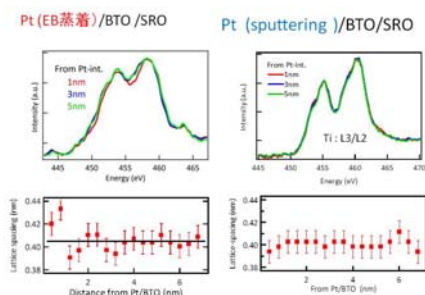 Pt (EB蒸着)/BTO /SRO
Pt (sputtering)/BTO/SRO
Intensity (a.u.)
From Pt-int.
1nm
3nm
5nm
445 450 455 460 465
Energy (eV)
Intensity (a.u.)
From Pt-int.
1nm
3nm
5nm
Ti : L3/L2
445 450 455 460 465 470
Energy (eV)
Lattice spacing (nm)
0.44
0.42
0.40
0.38
2 4 6
Distance from Pt/BTO (nm)
Lattice spacing (nm)
0.44
0.42
0.40
0.38
2 4 6
From Pt/BTO (nm)